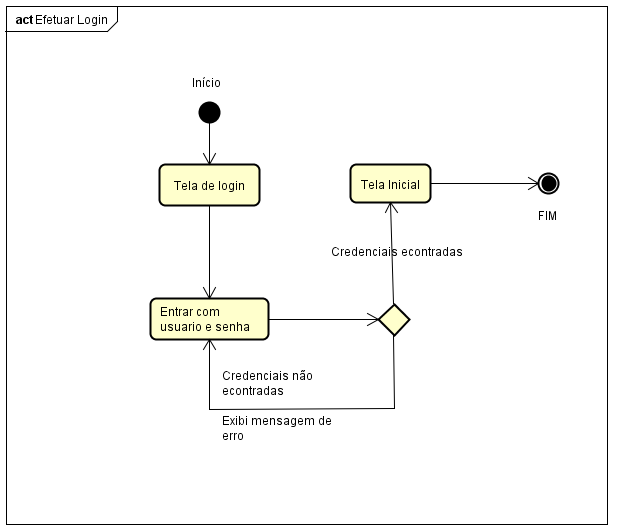 act Efetuar Login
Início
Tela de login
Tela Inicial
FIM
Credenciais econtradas
Entrar com
usuario e senha
Credenciais não
econtradas
Exibi mensagem de
erro